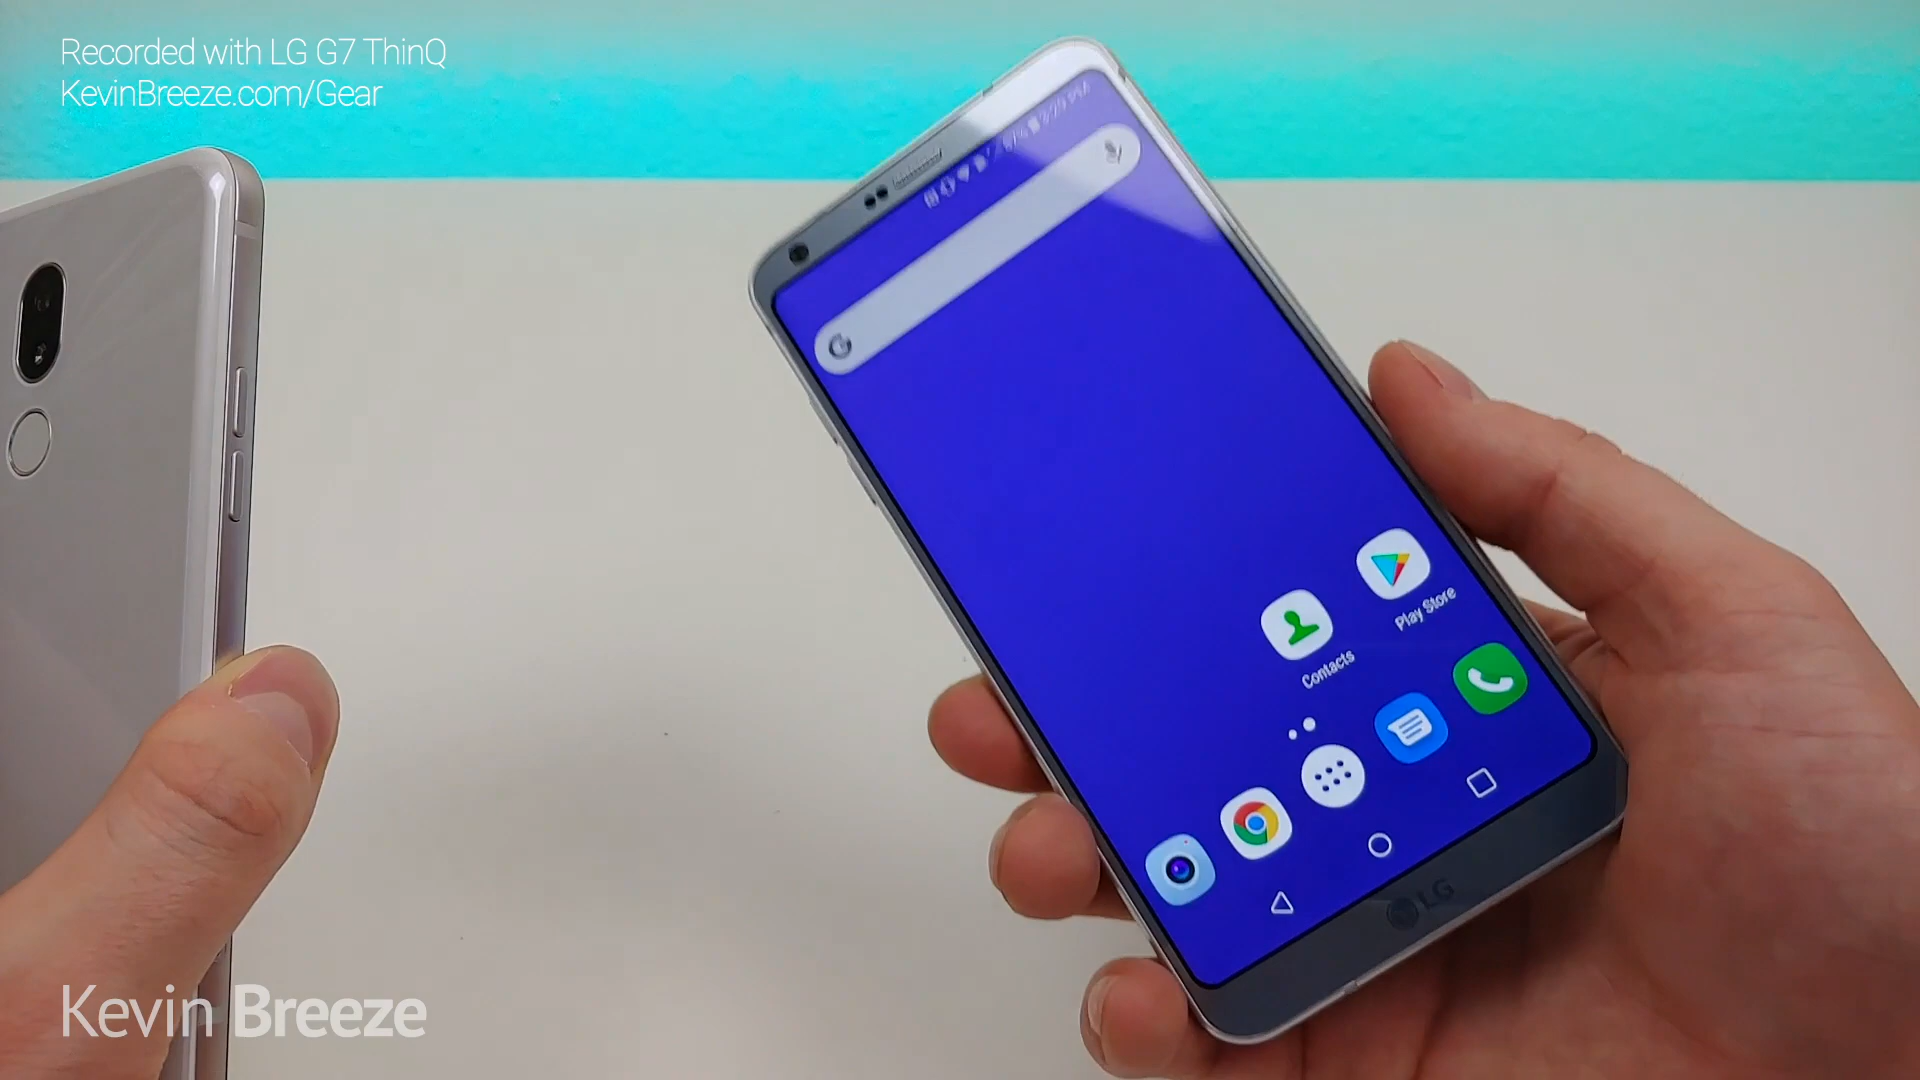 Recorded with LG G7 ThinQ
KevinBreeze.com/Gear
Play Store
Contacts
LG
Kevin Breeze